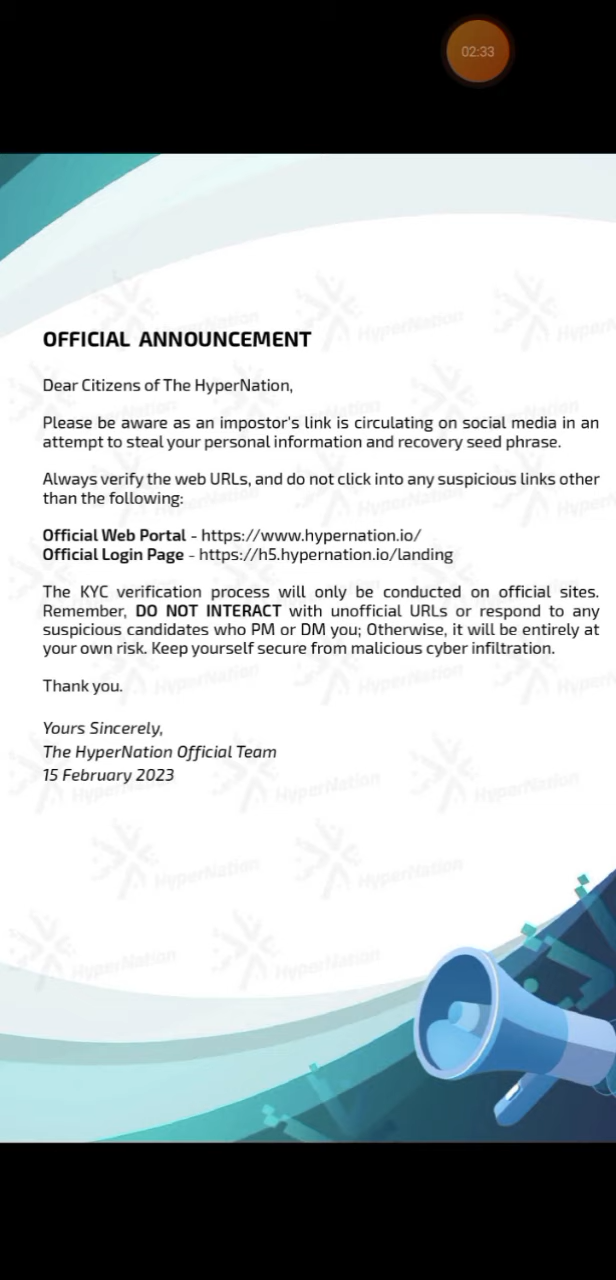 02:33
OFFICIAL ANNOUNCEMENT
Dear Citizens of The HyperNation,
Please be aware as an impostor's link is circulating on social media in an
attempt to steal your personal information and recovery seed phrase.
Always verify the web URLs, and do not click into any suspicious links other
than the following:
Official Web Portal - https://www.hypernation.io/
Official Login Page - https://h5.hypernation.io/landing
The KYC verification process will only be conducted on official sites.
Remember, DO NOT INTERACT with unofficial URLs or respond to any
suspicious candidates who PM or DM you; Otherwise, it will be entirely at
your own risk. Keep yourself secure from malicious cyber infiltration.
Thank you.
Yours Sincerely,
The HyperNation Official Team
15 February 2023
HyperNation